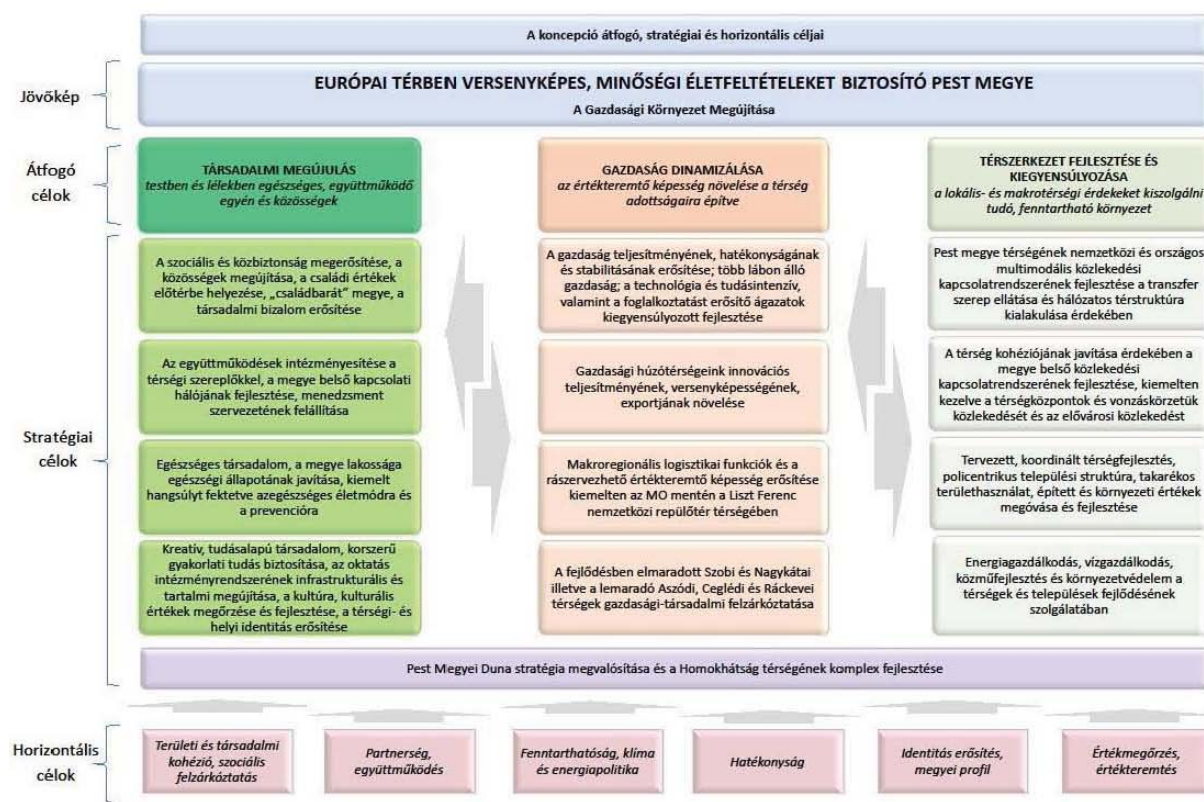 A koncepció átfogó, stratégiai és horizontális céljai
Jövőkép
EURÓPAI TÉRBEN VERSENYKÉPES, MINŐSÉGI ÉLETFELTÉTELEKET BIZTOSÍTÓ PEST MEGYE
A Gazdasági Környezet Megújítása
Átfogó
célok
TÁRSADALMI MEGÚJULÁS
testben és lélekben egészséges, együttműködő
egyén és közösségek
GAZDASÁG DINAMIZÁLÁSA
az értékteremtő képesség növelése a térség
adottságaira építve
TÉRSZERKEZET FEJLESZTÉSE ÉS
KIEGYENSÚLYOZÁSA
a lokális- és makrotérségi érdekeket kiszolgálni
tudó, fenntartható környezet
Stratégiai
célok
A szociális és közbiztonság megerősítése, a
közösségek megújítása, a családi értékek
előtérbe helyezése, „családbarát” megye, a
társadalmi bizalom erősítése
Az együttműködések intézményesítése a
térségi szereplőkkel, a megye belső kapcsolati
hálójának fejlesztése, menedzsment
szervezetének felállítása
Egészséges társadalom, a megye lakossága
egészségi állapotának javítása, kiemelt
hangsúlyt fektetve azegészséges életmódra és
a prevencióra
Kreatív, tudásalapú társadalom, korszerű
gyakorlati tudás biztosítása, az oktatás
intézményrendszerének infrastrukturális és
tartalmi megújítása, a kultúra, kulturális
értékek megőrzése és fejlesztése, a térségi- és
helyi identitás erősítése
A gazdaság teljesítményének, hatékonyságának
és stabilitásának erősítése; több lábon álló
gazdaság; a technológia és tudásintenzív,
valamint a foglalkoztatást erősítő ágazatok
kiegyensúlyozott fejlesztése
Gazdasági húzótérségeink innovációs
teljesítményének, versenyképességének,
exportjának növelése
Makroregionális logisztikai funkciók és a
rászervezhető értékteremtő képesség erősítése
kiemelten az MO mentén a Liszt Ferenc
nemzetközi repülőtér térségében
A fejlődésben elmaradott Szobi és Nagykátai
illetve a lemaradó Aszódi, Ceglédi és Ráckevei
térségek gazdasági-társadalmi felzárkóztatása
Pest megye térségének nemzetközi és országos
multimodális közlekedési
kapcsolatrendszerének fejlesztése a transzfer
szerep ellátása és hálózatos térstruktúra
kialakulása érdekében
A térség kohéziójának javítása érdekében a
megye belső közlekedési
kapcsolatrendszerének fejlesztése, kiemelten
kezelve a térségközpontok és vonzáskörzetük
közlekedését és az elővárosi közlekedést
Tervezett, koordinált térségfejlesztés,
policentrikus települési struktúra, takarékos
területhasználat, épített és környezeti értékek
megóvása és fejlesztése
Energiagazdálkodás, vízgazdálkodás,
közműfejlesztés és környezetvédelem a
térségek és települések fejlődésének
szolgálatában
Pest Megyei Duna stratégia megvalósítása és a Homokhátság térségének komplex fejlesztése
Horizontális
célok
Területi és társadalmi
kohézió, szociális
felzárkóztatás
Partnerség,
együttműködés
Fenntarthatóság, klíma
és energiapolitika
Hatékonyság
Identitás erősítés,
megyei profil
Értékmegőrzés,
értékteremtés